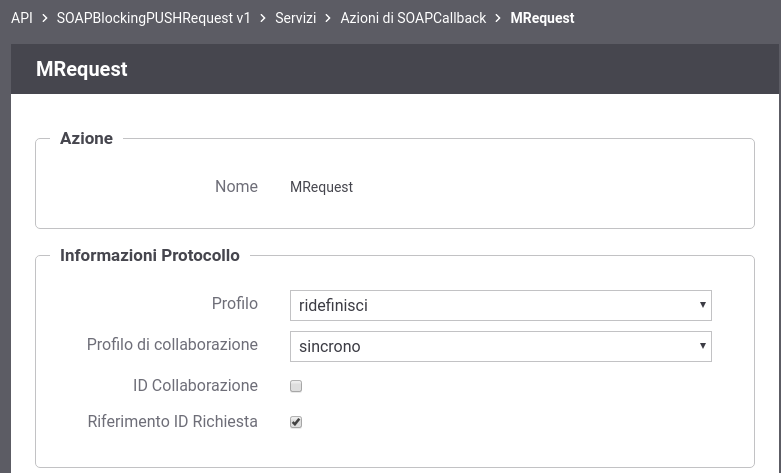 API > SOAPBlockingPUSHRequest v1 > Servizi > Azioni di SOAPCallback > MRequest
MRequest
Azione
Nome MRequest
Informazioni Protocollo
Profilo ridefinisci
Profilo di collaborazione sincrono
ID Collaborazione
Riferimento ID Richiesta